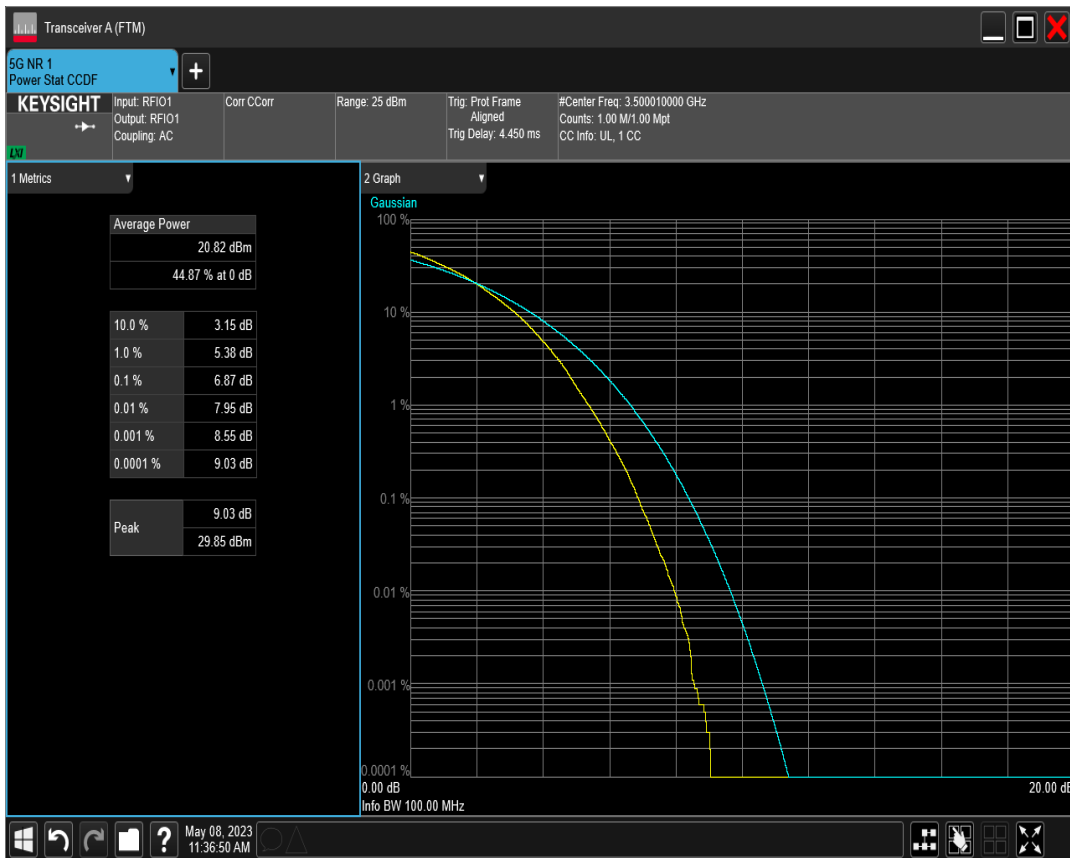 Transceiver A (FTM)
5G NR 1
Power Stat CCDF
+
KEYSIGHT
LXI
Input: RFIO1
Output: RFIO1
Coupling: AC
Corr CCorr
Range: 25 dBm
Trig: Prot Frame
Aligned
Trig Delay: 4.450 ms
#Center Freq: 3.500010000 GHz
Counts: 1.00 M/1.00 Mpt
CC Info: UL, 1 CC
1 Metrics
Average Power
20.82 dBm
44.87 % at 0 dB
10.0 % 3.15 dB
1.0 % 5.38 dB
0.1 % 6.87 dB
0.01 % 7.95 dB
0.001 % 8.55 dB
0.0001 % 9.03 dB
Peak
9.03 dB
29.85 dBm
2 Graph
Gaussian
100 %
10 %
1 %
0.1 %
0.01 %
0.001 %
0.0001 %
0.00 dB
20.00 dB
Info BW 100.00 MHz
?
May 08, 2023
11:36:50 AM